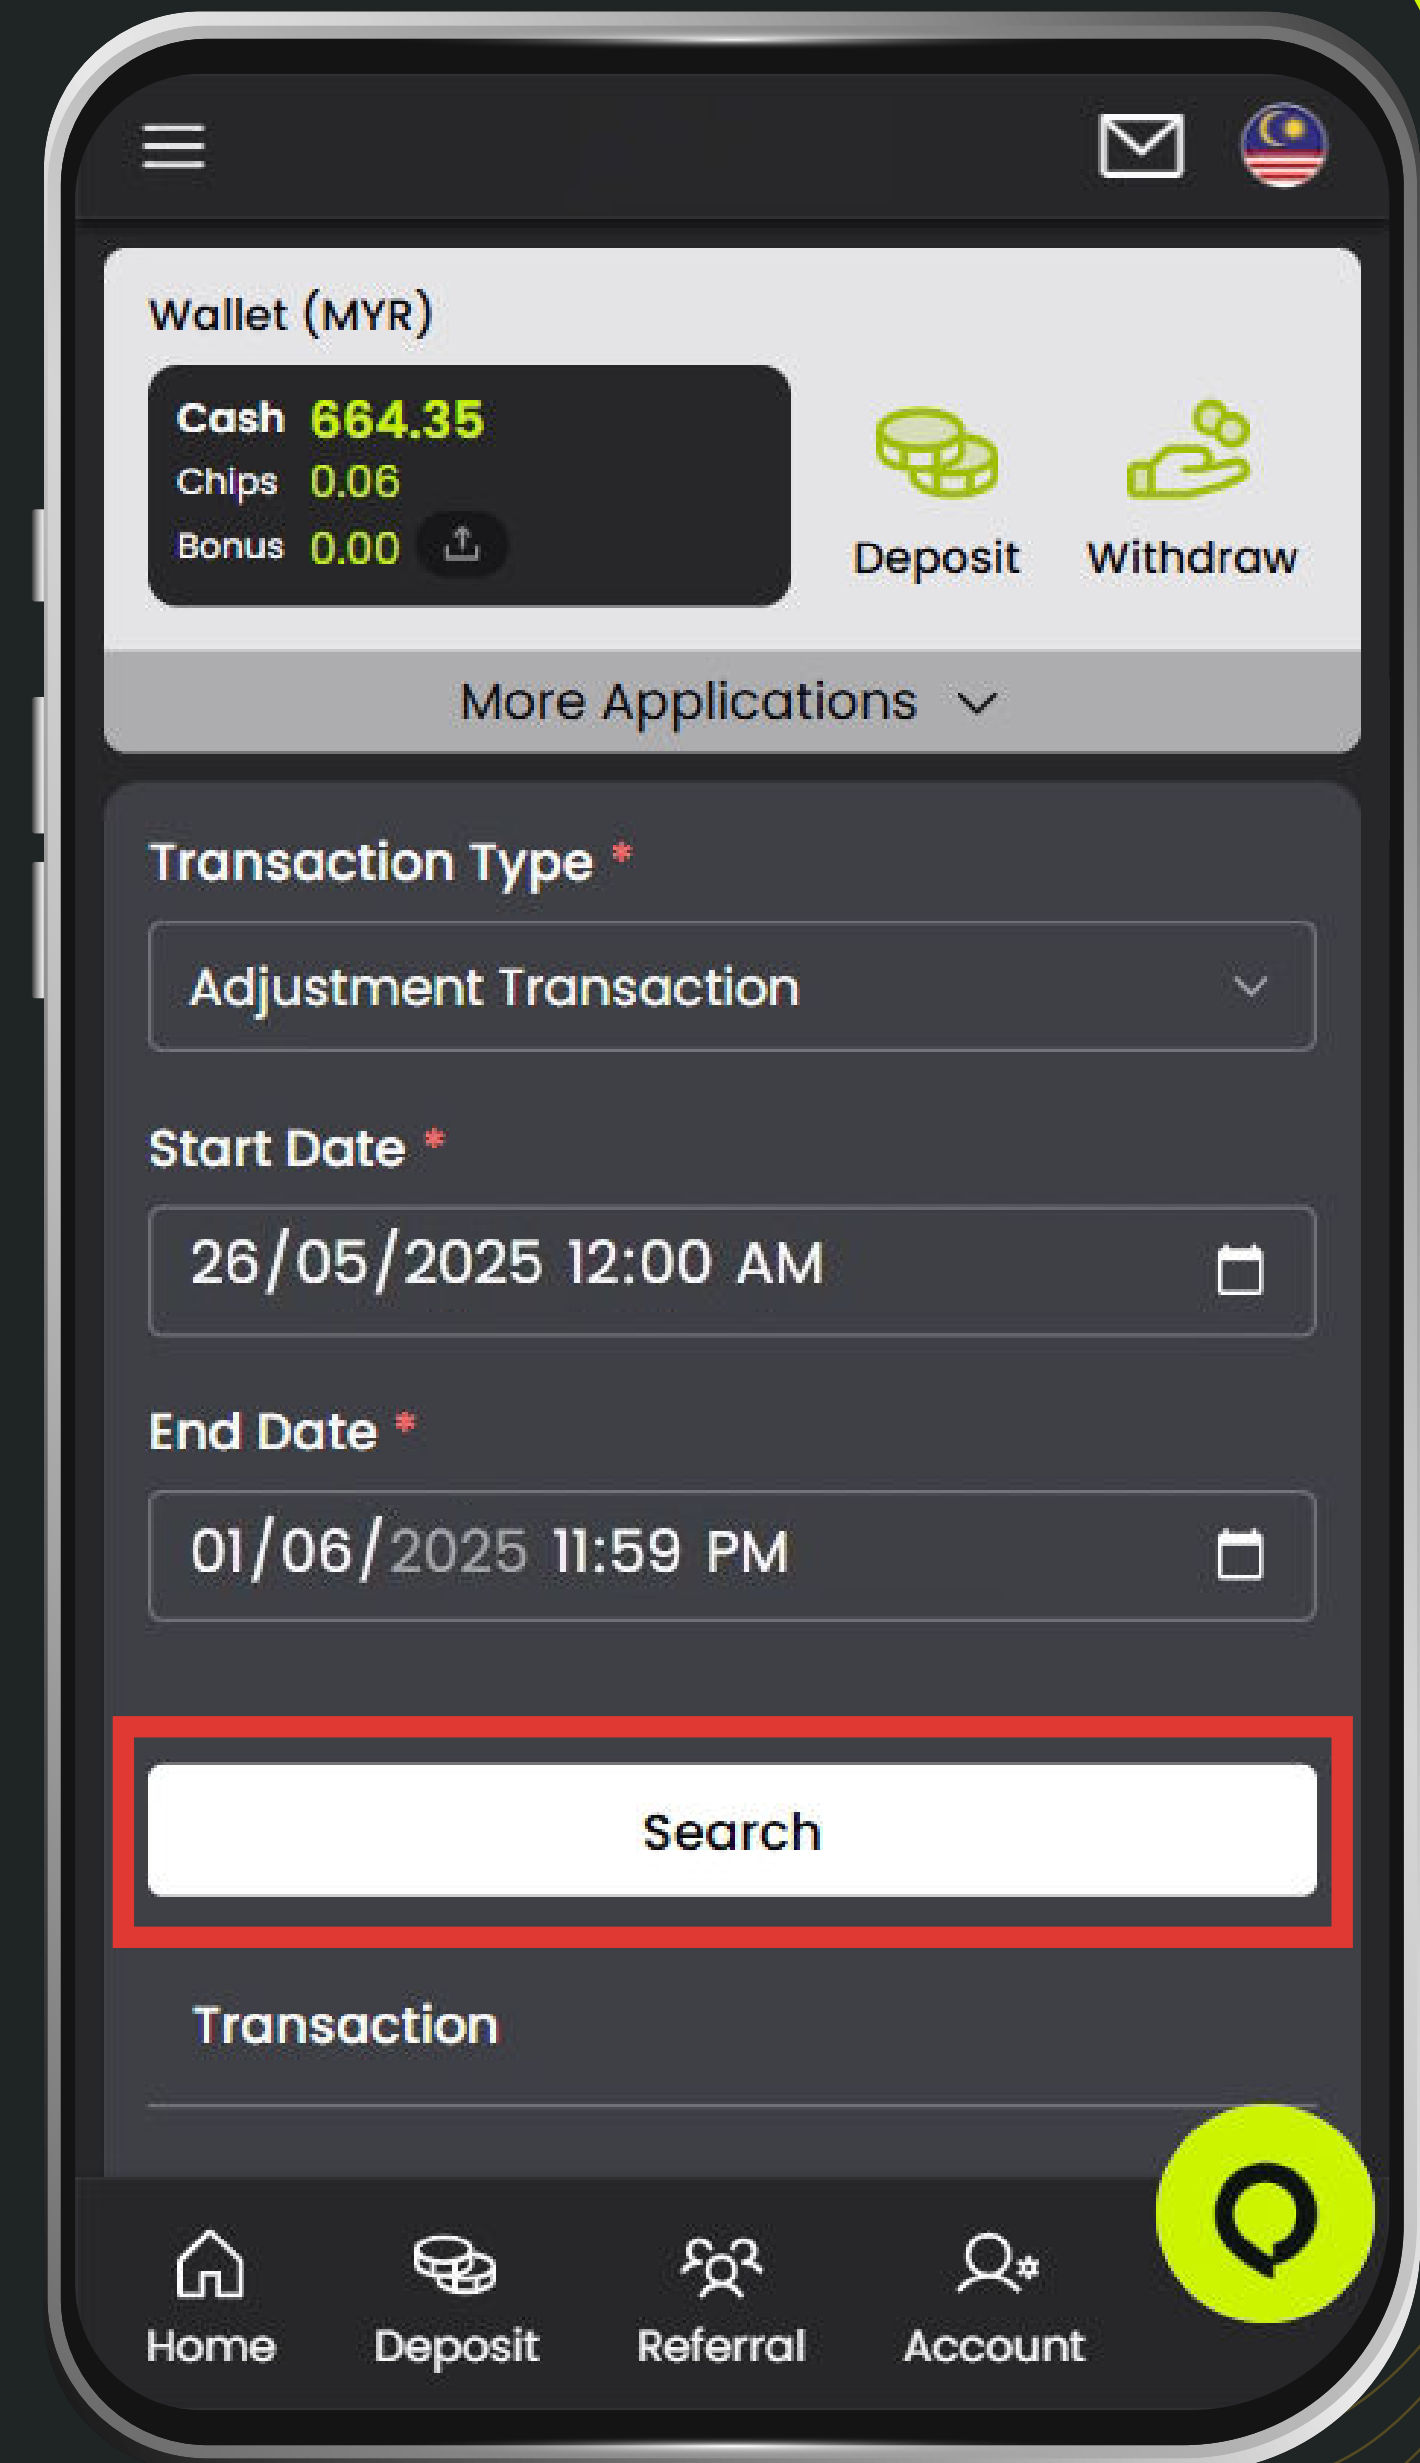 Wallet (MYR)
Cash 664.35
Chips 0.06
Bonus 0.00
Deposit
Withdraw
More Applications
Transaction Type *
Adjustment Transaction
Start Date *
26/05/2025 12:00 AM
End Date *
01/06/2025 11:59 PM
Search
Transaction
Home
Deposit
Referral
Account